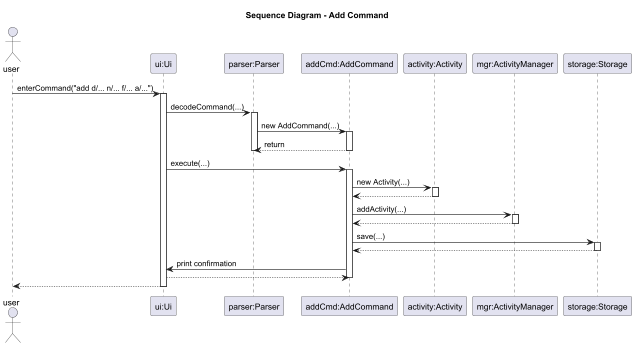 Sequence Diagram - Add Command
user
ui:Ui
parser:Parser
addCmd:AddCommand
activity:Activity
mgr:ActivityManager
storage:Storage
enterCommand("add d/... n/... f/... a/...")
decodeCommand(...)
new AddCommand(...)
return
execute(...)
new Activity(...)
addActivity(...)
save(...)
print confirmation
user
ui:Ui
parser:Parser
addCmd:AddCommand
activity:Activity
mgr:ActivityManager
storage:Storage